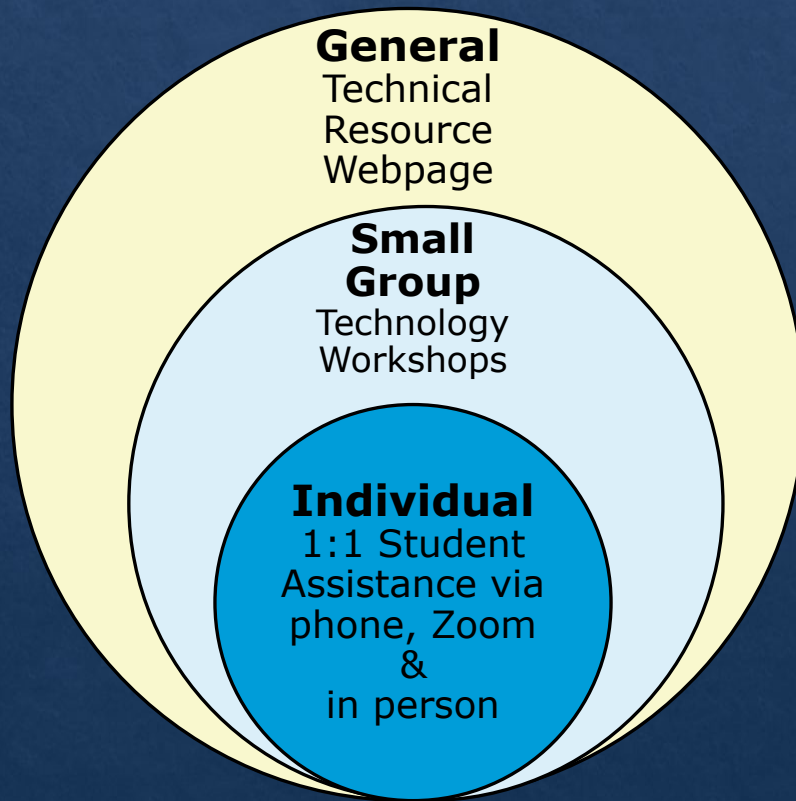 General
Technical
Resource
Webpage
Small
Group
Technology
Workshops
Individual
1:1 Student
Assistance via
phone, Zoom
&
in person